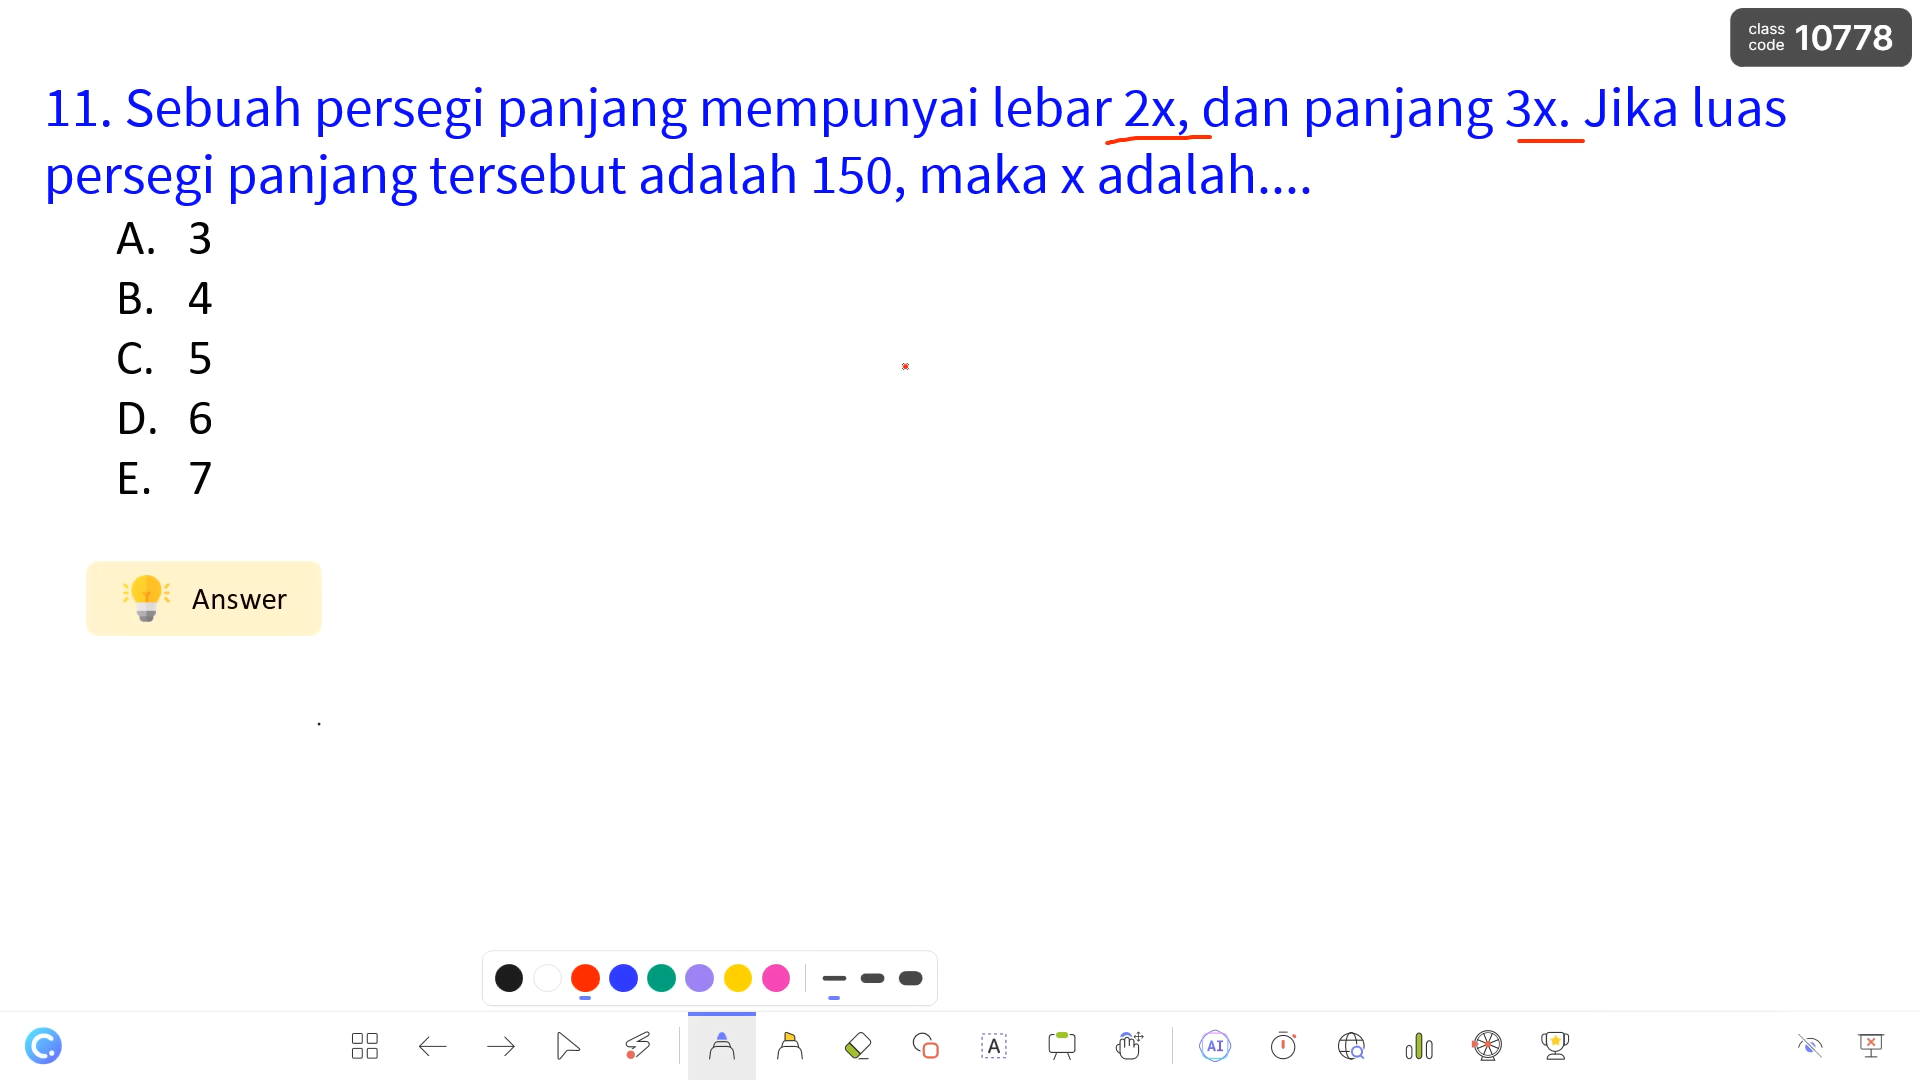 class
code 10778
11. Sebuah persegi panjang mempunyai lebar 2x, dan panjang 3x. Jika luas
persegi panjang tersebut adalah 150, maka x adalah....
A. 3
B. 4
C. 5
D. 6
E. 7
Answer
A
AI